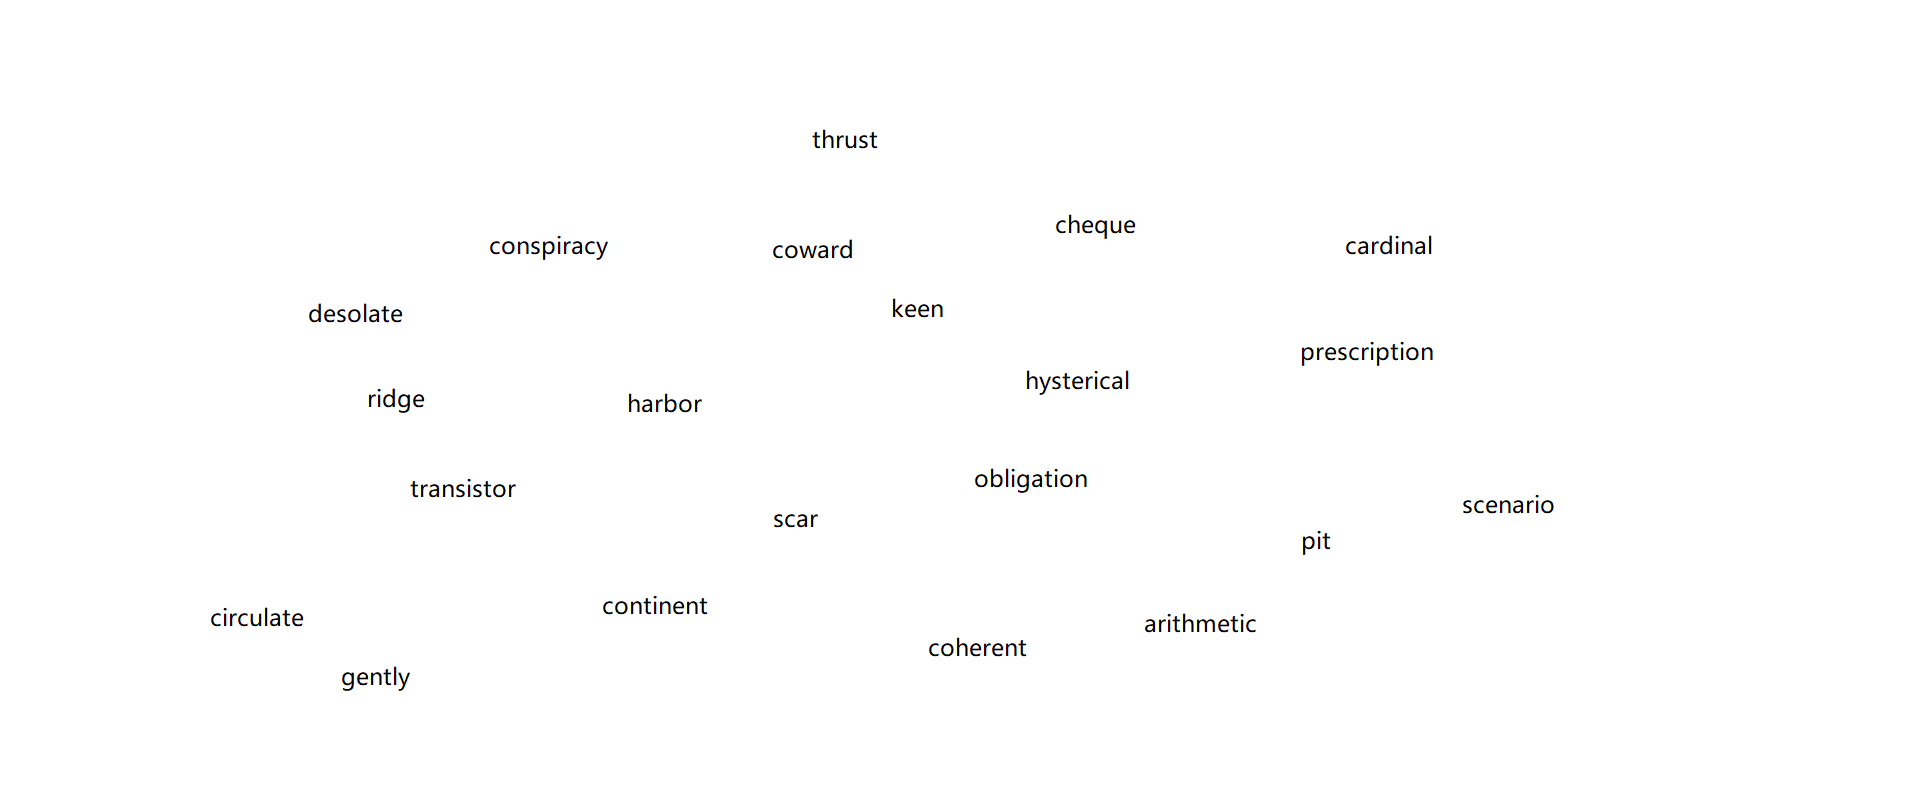 thrust
cheque
conspiracy coward cardinal
desolate keen
prescription
hysterical
ridge harbor
transistor obligation
scar scenario
pit
circulate continent arithmetic
coherent
gently